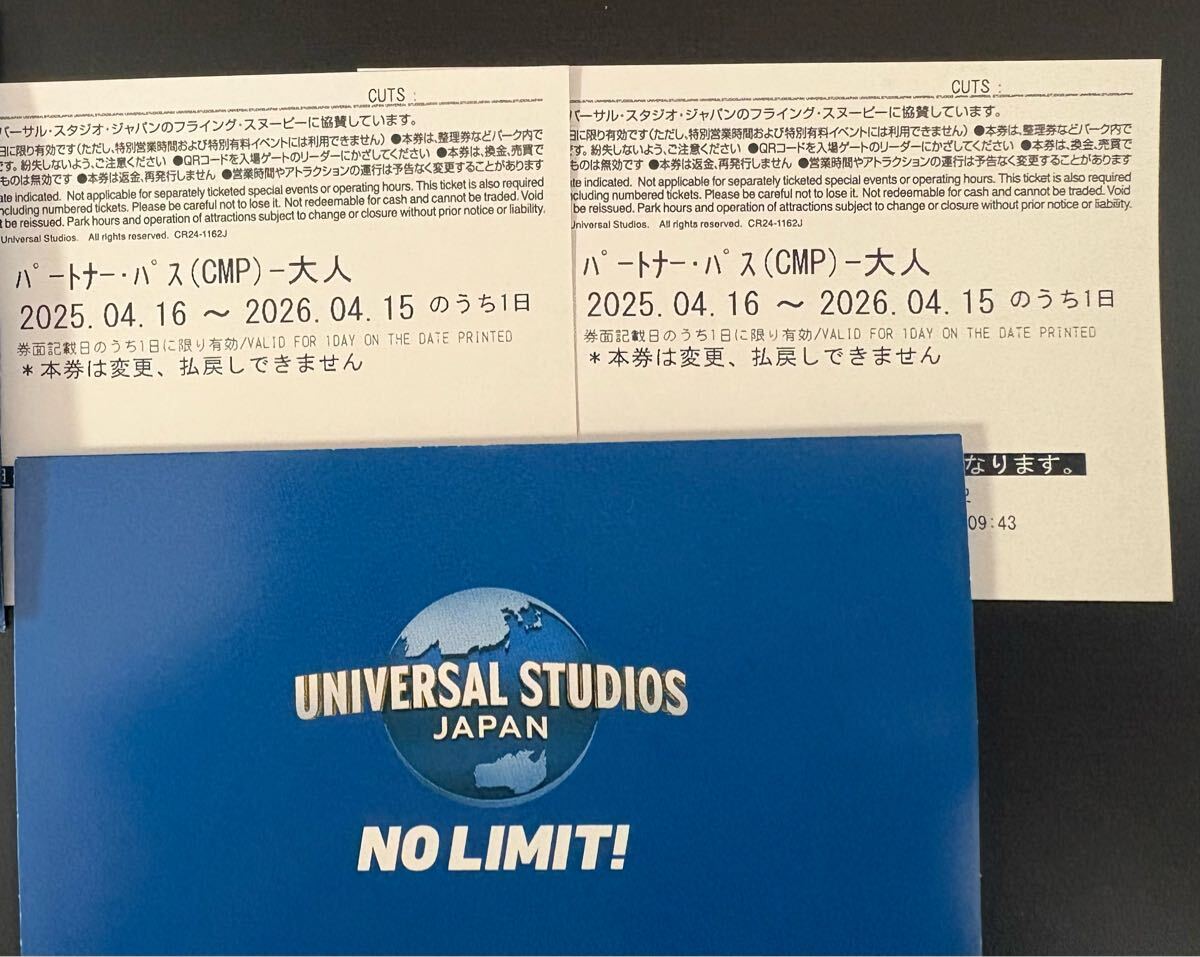 CUTS :
バーサル・スタジオ・ジャパンのフライング・スヌーピーに協賛しています。
日に限り有効です(ただし、特別営業時間および特別有料イベントには利用できません) ●本券は、整理券などパーク内で
です。紛失しないよう、ご注意ください ●QRコードを入場ゲートのリーダーにかざしてください ●本券は、換金、売買で
ものは無効です ●本券は返金、再発行しません ●営業時間やアトラクションの運行は予告なく変更することがあります
ate indicated. Not applicable for separately ticketed special events or operating hours. This ticket is also required
ncluding numbered tickets. Please be careful not to lose it. Not redeemable for cash and cannot be traded. Void
t be reissued. Park hours and operation of attractions subject to change or closure without prior notice or liability.
Universal Studios. All rights reserved. CR24-1162J
ﾊﾟｰﾄﾅｰ・ﾊﾟｽ(CMP)-大人
2025.04.16 ～ 2026.04.15 のうち1日
券面記載日のうち1日に限り有効/VALID FOR 1DAY ON THE DATE PRINTED
*本券は変更、払戻しできません
CUTS :
バーサル・スタジオ・ジャパンのフライング・スヌーピーに協賛しています。
日に限り有効です(ただし、特別営業時間および特別有料イベントには利用できません) ●本券は、整理券などパーク内で
です。紛失しないよう、ご注意ください ●QRコードを入場ゲートのリーダーにかざしてください ●本券は、換金、売買で
ものは無効です ●本券は返金、再発行しません ●営業時間やアトラクションの運行は予告なく変更することがあります
ate indicated. Not applicable for separately ticketed special events or operating hours. This ticket is also required
ncluding numbered tickets. Please be careful not to lose it. Not redeemable for cash and cannot be traded. Void
be reissued. Park hours and operation of attractions subject to change or closure without prior notice or liability.
Universal Studios. All rights reserved. CR24-1162J
ﾊﾟｰﾄﾅｰ・ﾊﾟｽ(CMP)-大人
2025.04.16 ～ 2026.04.15 のうち1日
券面記載日のうち1日に限り有効/VALID FOR 1DAY ON THE DATE PRINTED
*本券は変更、払戻しできません
なります。
09:43
UNIVERSAL STUDIOS
JAPAN
NO LIMIT!